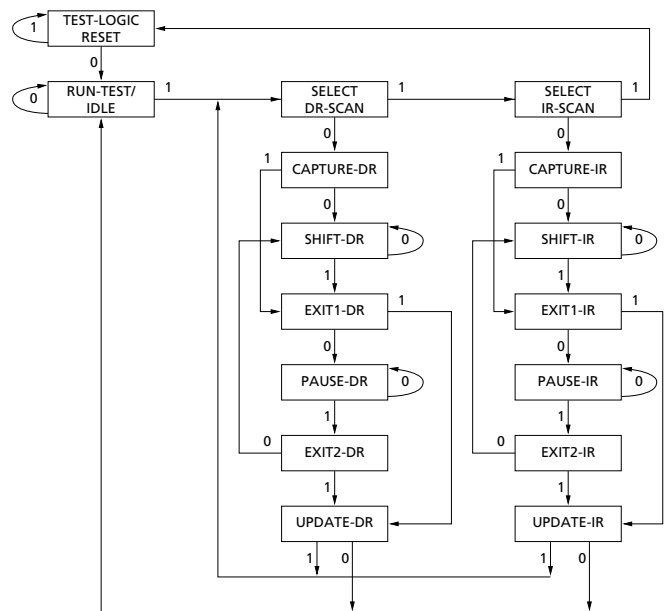 TEST-LOGIC
RESET
1
0
RUN-TEST/
IDLE
0
1
SELECT
DR-SCAN
1
SELECT
IR-SCAN
1
0
0
1
CAPTURE-DR
1
CAPTURE-IR
0
0
SHIFT-DR
0
SHIFT-IR
0
1
1
EXIT1-DR
1
EXIT1-IR
1
0
0
PAUSE-DR
0
PAUSE-IR
0
1
1
0
EXIT2-DR
0
EXIT2-IR
1
1
UPDATE-DR
UPDATE-IR
1
0
1
0